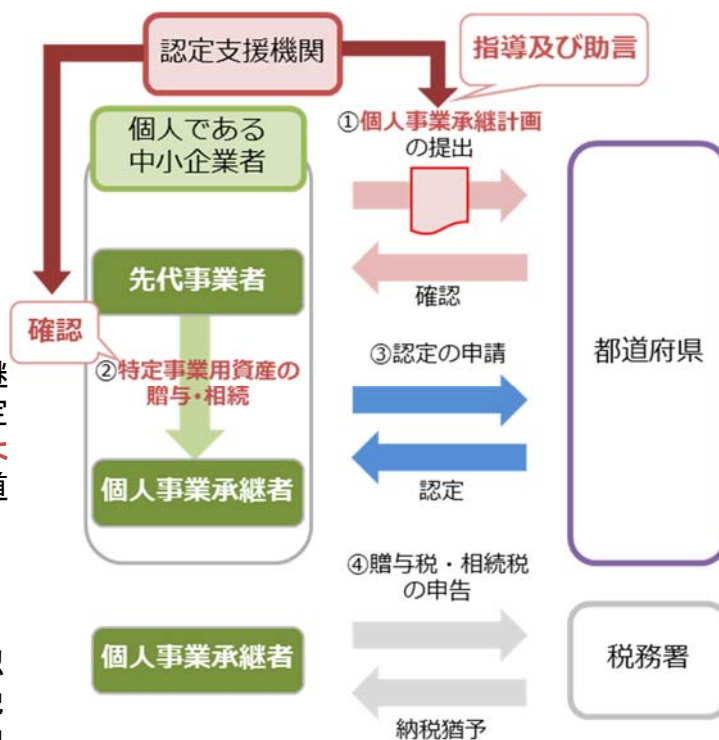 認定支援機関
指導及び助言
個人である
中小企業者
①個人事業承継計画
の提出
先代事業者
確認
確認
②特定事業用資産の
贈与・相続
③認定の申請
都道府県
個人事業承継者
認定
④贈与税・相続税
の申告
個人事業承継者
税務署
納税猶予